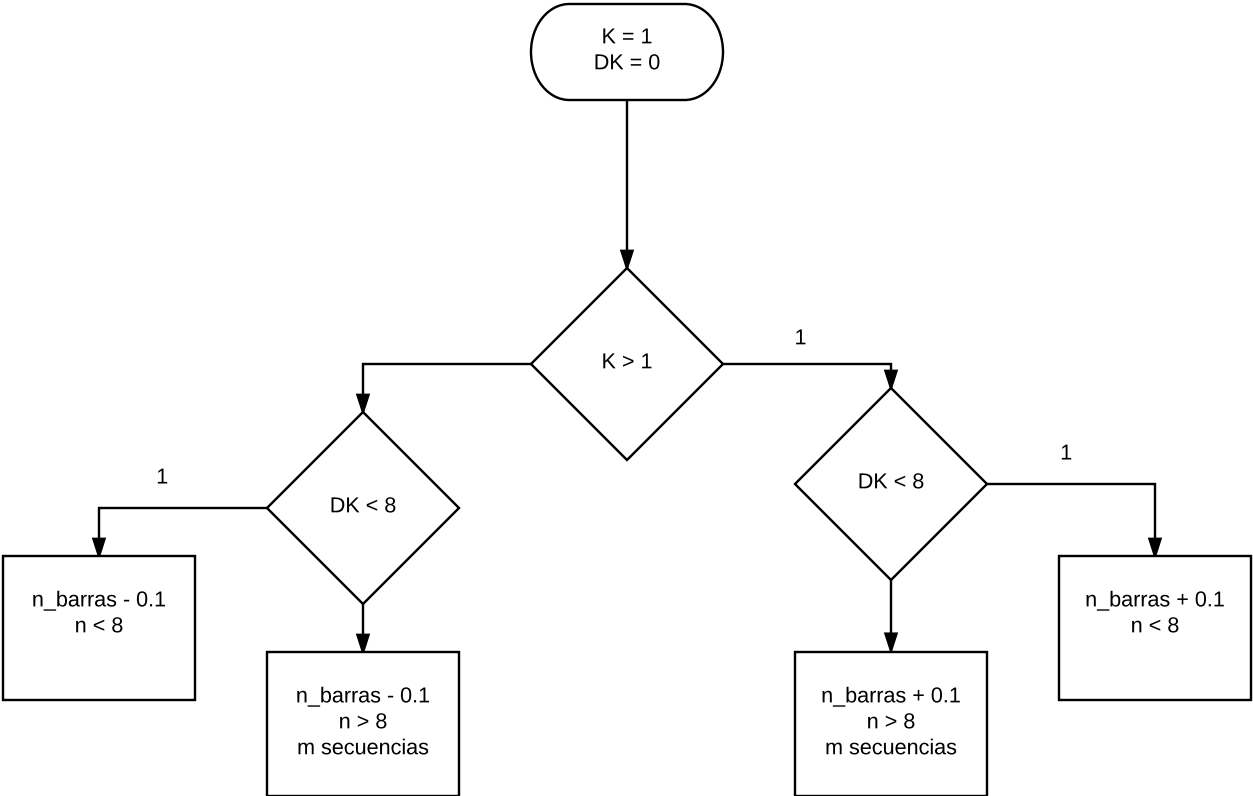 K = 1
DK = 0
K > 1
1
DK < 8
1
DK < 8
1
n_barras - 0.1
n < 8
n_barras - 0.1
n > 8
m secuencias
n_barras + 0.1
n > 8
m secuencias
n_barras + 0.1
n < 8